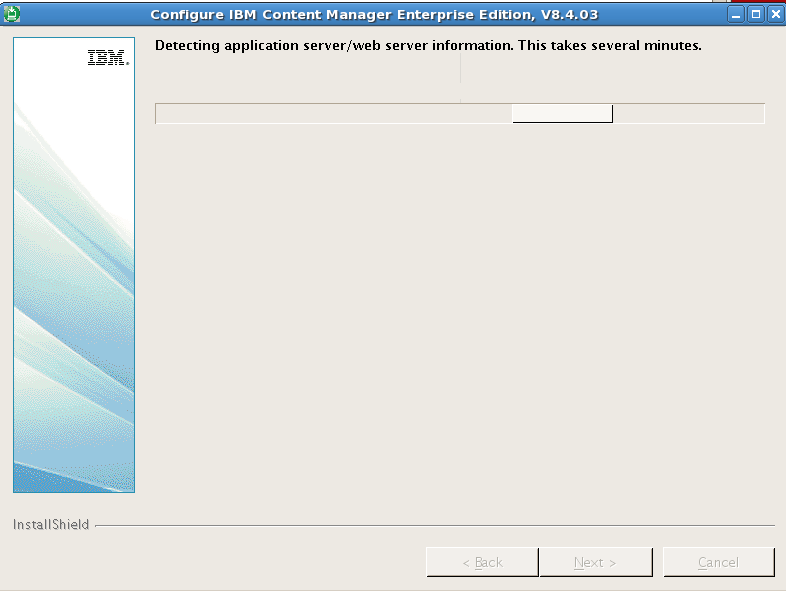 Configure IBM Content Manager Enterprise Edition, V8.4.03
Detecting application server/web server information. This takes several minutes.
IBM.
InstallShield
< Back
Next >
Cancel